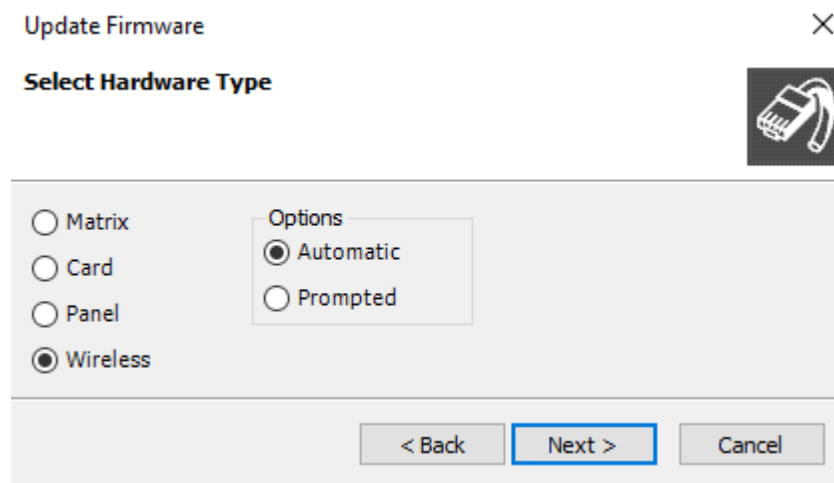 Update Firmware
Select Hardware Type
Matrix
Card
Panel
Wireless
Options
Automatic
Prompted
< Back
Next >
Cancel